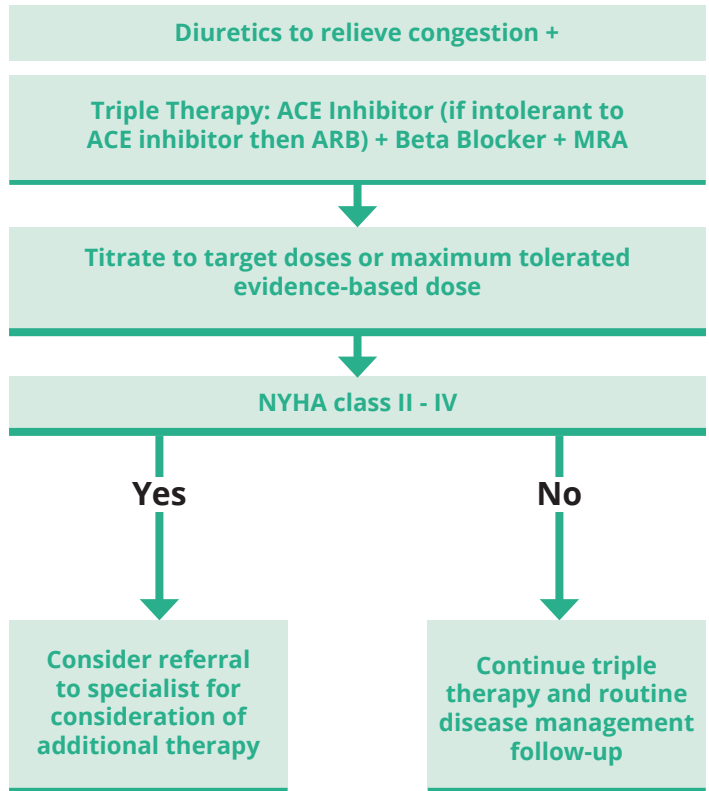 Diuretics to relieve congestion +
Triple Therapy: ACE Inhibitor (if intolerant to
ACE inhibitor then ARB) + Beta Blocker + MRA
Titrate to target doses or maximum tolerated
evidence-based dose
NYHA class II - IV
Yes
No
Consider referral
to specialist for
consideration of
additional therapy
Continue triple
therapy and routine
disease management
follow-up